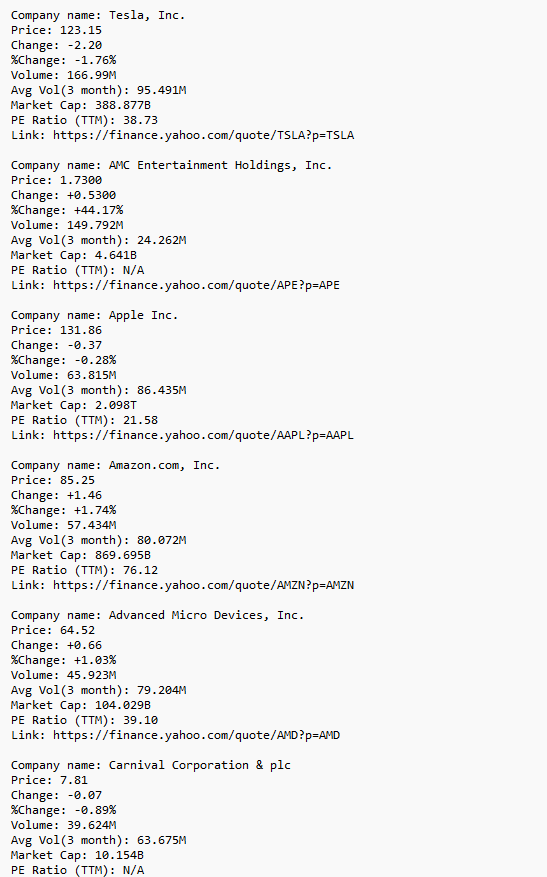 Company name: Tesla, Inc.
Price: 123.15
Change: -2.20
%Change: -1.76%
Volume: 166.99M
Avg Vol(3 month): 95.491M
Market Cap: 388.877B
PE Ratio (TTM): 38.73
Link: https://finance.yahoo.com/quote/TSLA?p=TSLA
Company name: AMC Entertainment Holdings, Inc.
Price: 1.7300
Change: +0.5300
%Change: +44.17%
Volume: 149.792M
Avg Vol(3 month): 24.262M
Market Cap: 4.641B
PE Ratio (TTM): N/A
Link: https://finance.yahoo.com/quote/APE?p=APE
Company name: Apple Inc.
Price: 131.86
Change: -0.37
%Change: -0.28%
Volume: 63.815M
Avg Vol(3 month): 86.435M
Market Cap: 2.098T
PE Ratio (TTM): 21.58
Link: https://finance.yahoo.com/quote/AAPL?p=AAPL
Company name: Amazon.com, Inc.
Price: 85.25
Change: +1.46
%Change: +1.74%
Volume: 57.434M
Avg Vol(3 month): 80.072M
Market Cap: 869.695B
PE Ratio (TTM): 76.12
Link: https://finance.yahoo.com/quote/AMZN?p=AMZN
Company name: Advanced Micro Devices, Inc.
Price: 64.52
Change: +0.66
%Change: +1.03%
Volume: 45.923M
Avg Vol(3 month): 79.204M
Market Cap: 104.029B
PE Ratio (TTM): 39.10
Link: https://finance.yahoo.com/quote/AMD?p=AMD
Company name: Carnival Corporation & plc
Price: 7.81
Change: -0.07
%Change: -0.89%
Volume: 39.624M
Avg Vol(3 month): 63.675M
Market Cap: 10.154B
PE Ratio (TTM): N/A